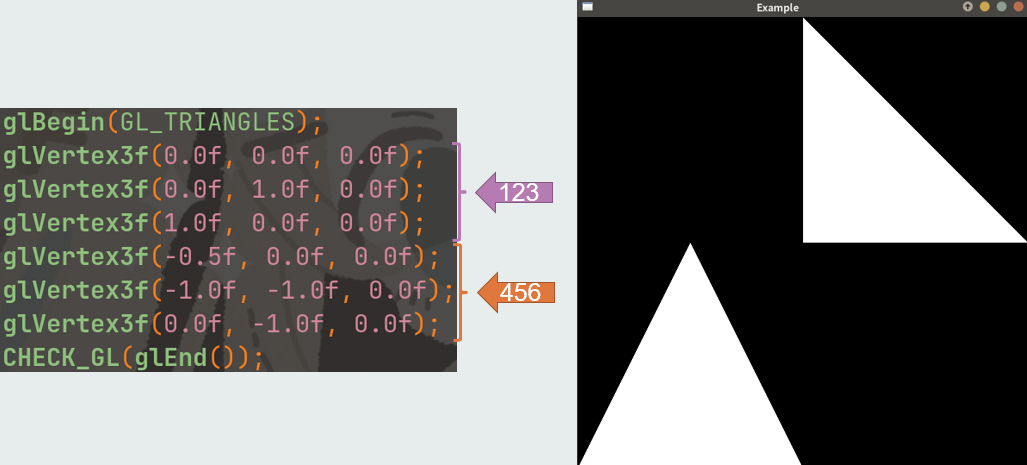 glBegin(GL_TRIANGLES);
glVertex3f(0.0f, 0.0f, 0.0f);
glVertex3f(0.0f, 1.0f, 0.0f);
glVertex3f(1.0f, 0.0f, 0.0f);
glVertex3f(-0.5f, 0.0f, 0.0f);
glVertex3f(-1.0f, -1.0f, 0.0f);
glVertex3f(0.0f, -1.0f, 0.0f);
CHECK_GL(glEnd());
123
456
Example